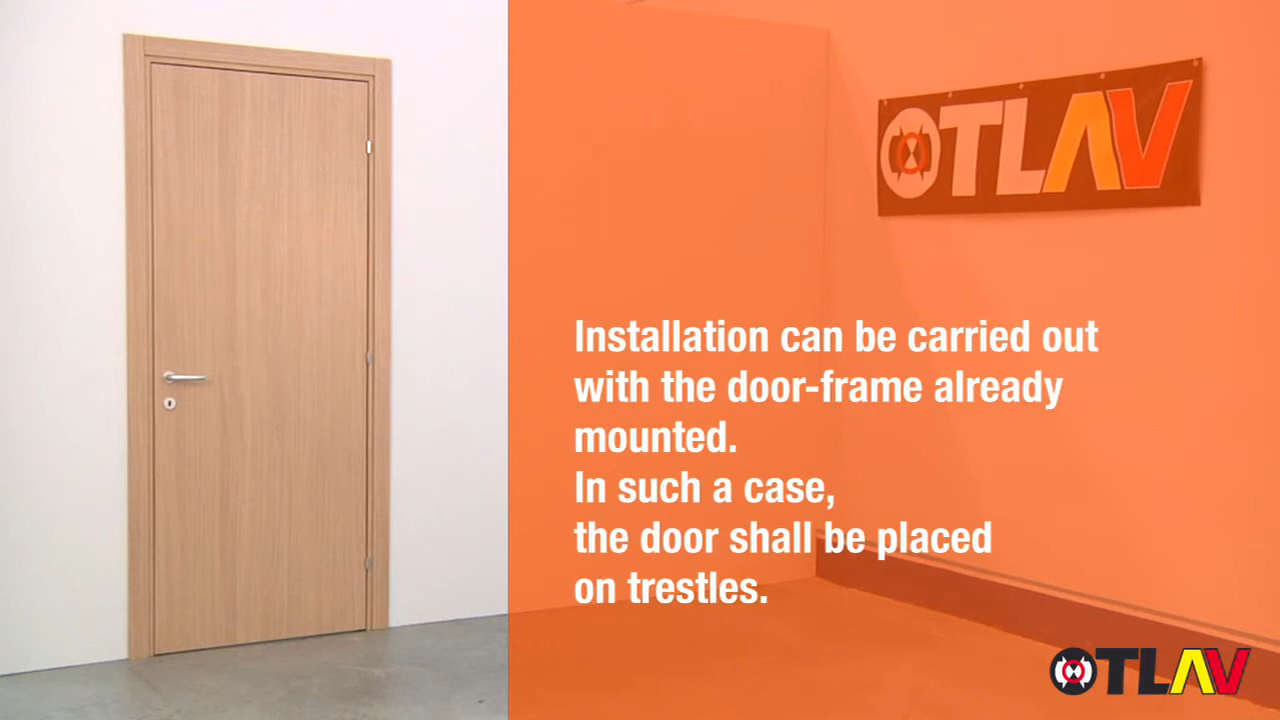 OTLAV
Installation can be carried out
with the door-frame already
mounted.
In such a case,
the door shall be placed
on trestles.
OTLAV